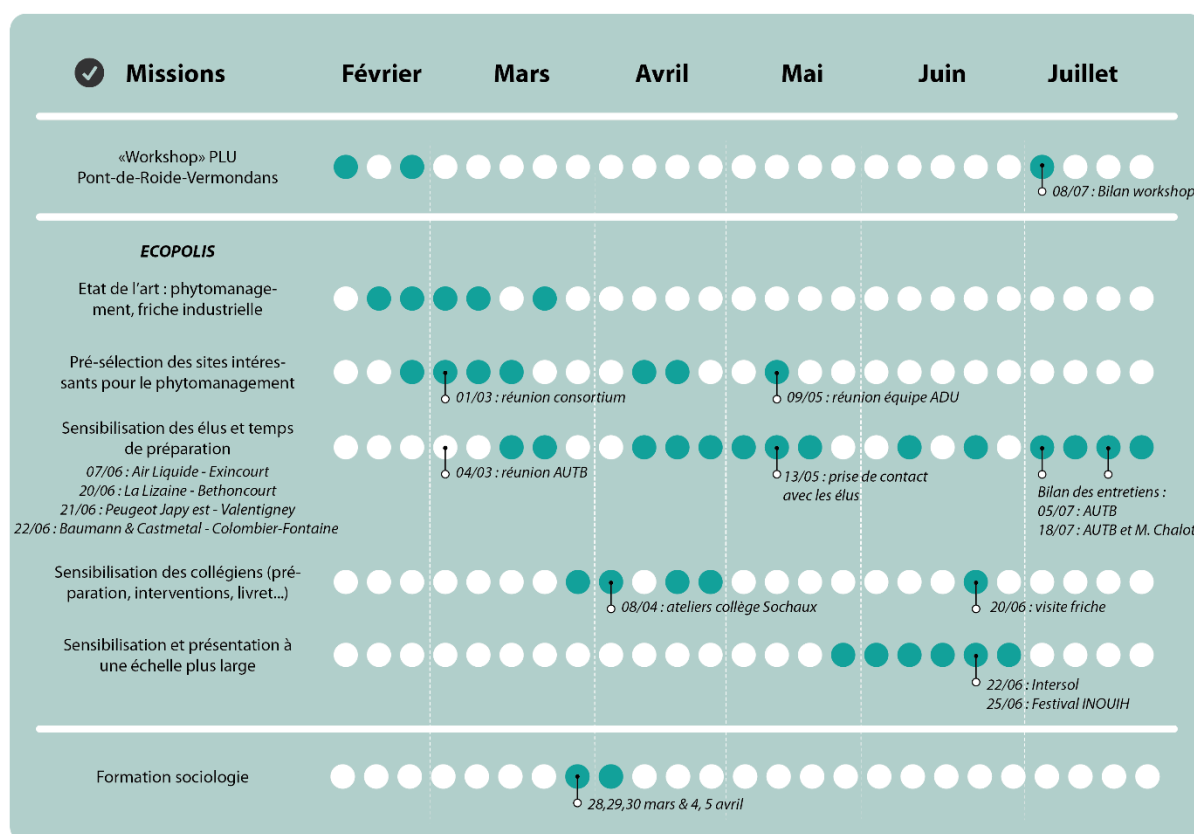 Missions Février Mars Avril Mai Juin Juillet
«Workshop» PLU
Pont-de-Roide-Vermondans
08/07 : Bilan workshop
ECOPOLIS
Etat de l'art : phytomanage-
ment, friche industrielle
Pré-sélection des sites intéres-
sants pour le phytomanagement
01/03 : réunion consortium
09/05 : réunion équipe ADU
Sensibilisation des élus et temps
de préparation
07/06 : Air Liquide - Exincourt
20/06 : La Lizaine - Bethoncourt
21/06 : Peugeot Japy est - Valentigney
22/06 : Baumann & Castmetal - Colombier-Fontaine
04/03 : réunion AUTB
13/05 : prise de contact
avec les élus
Bilan des entretiens :
05/07 : AUTB
18/07 : AUTB et M. Chalot
Sensibilisation des collégiens (pré-
paration, interventions, livret...)
08/04 : ateliers collège Sochaux
20/06 : visite friche
Sensibilisation et présentation à
une échelle plus large
22/06 : Intersol
25/06 : Festival INOUIH
Formation sociologie
28,29,30 mars & 4, 5 avril